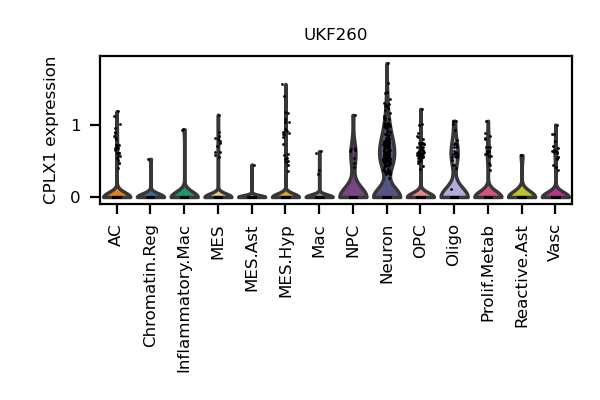 UKF260
CPLX1 expression
1
0
AC
Chromatin.Reg
Inflammatory.Mac
MES
MES.Ast
MES.Hyp
Mac
NPC
Neuron
OPC
Oligo
Prolif.Metab
Reactive.Ast
Vasc